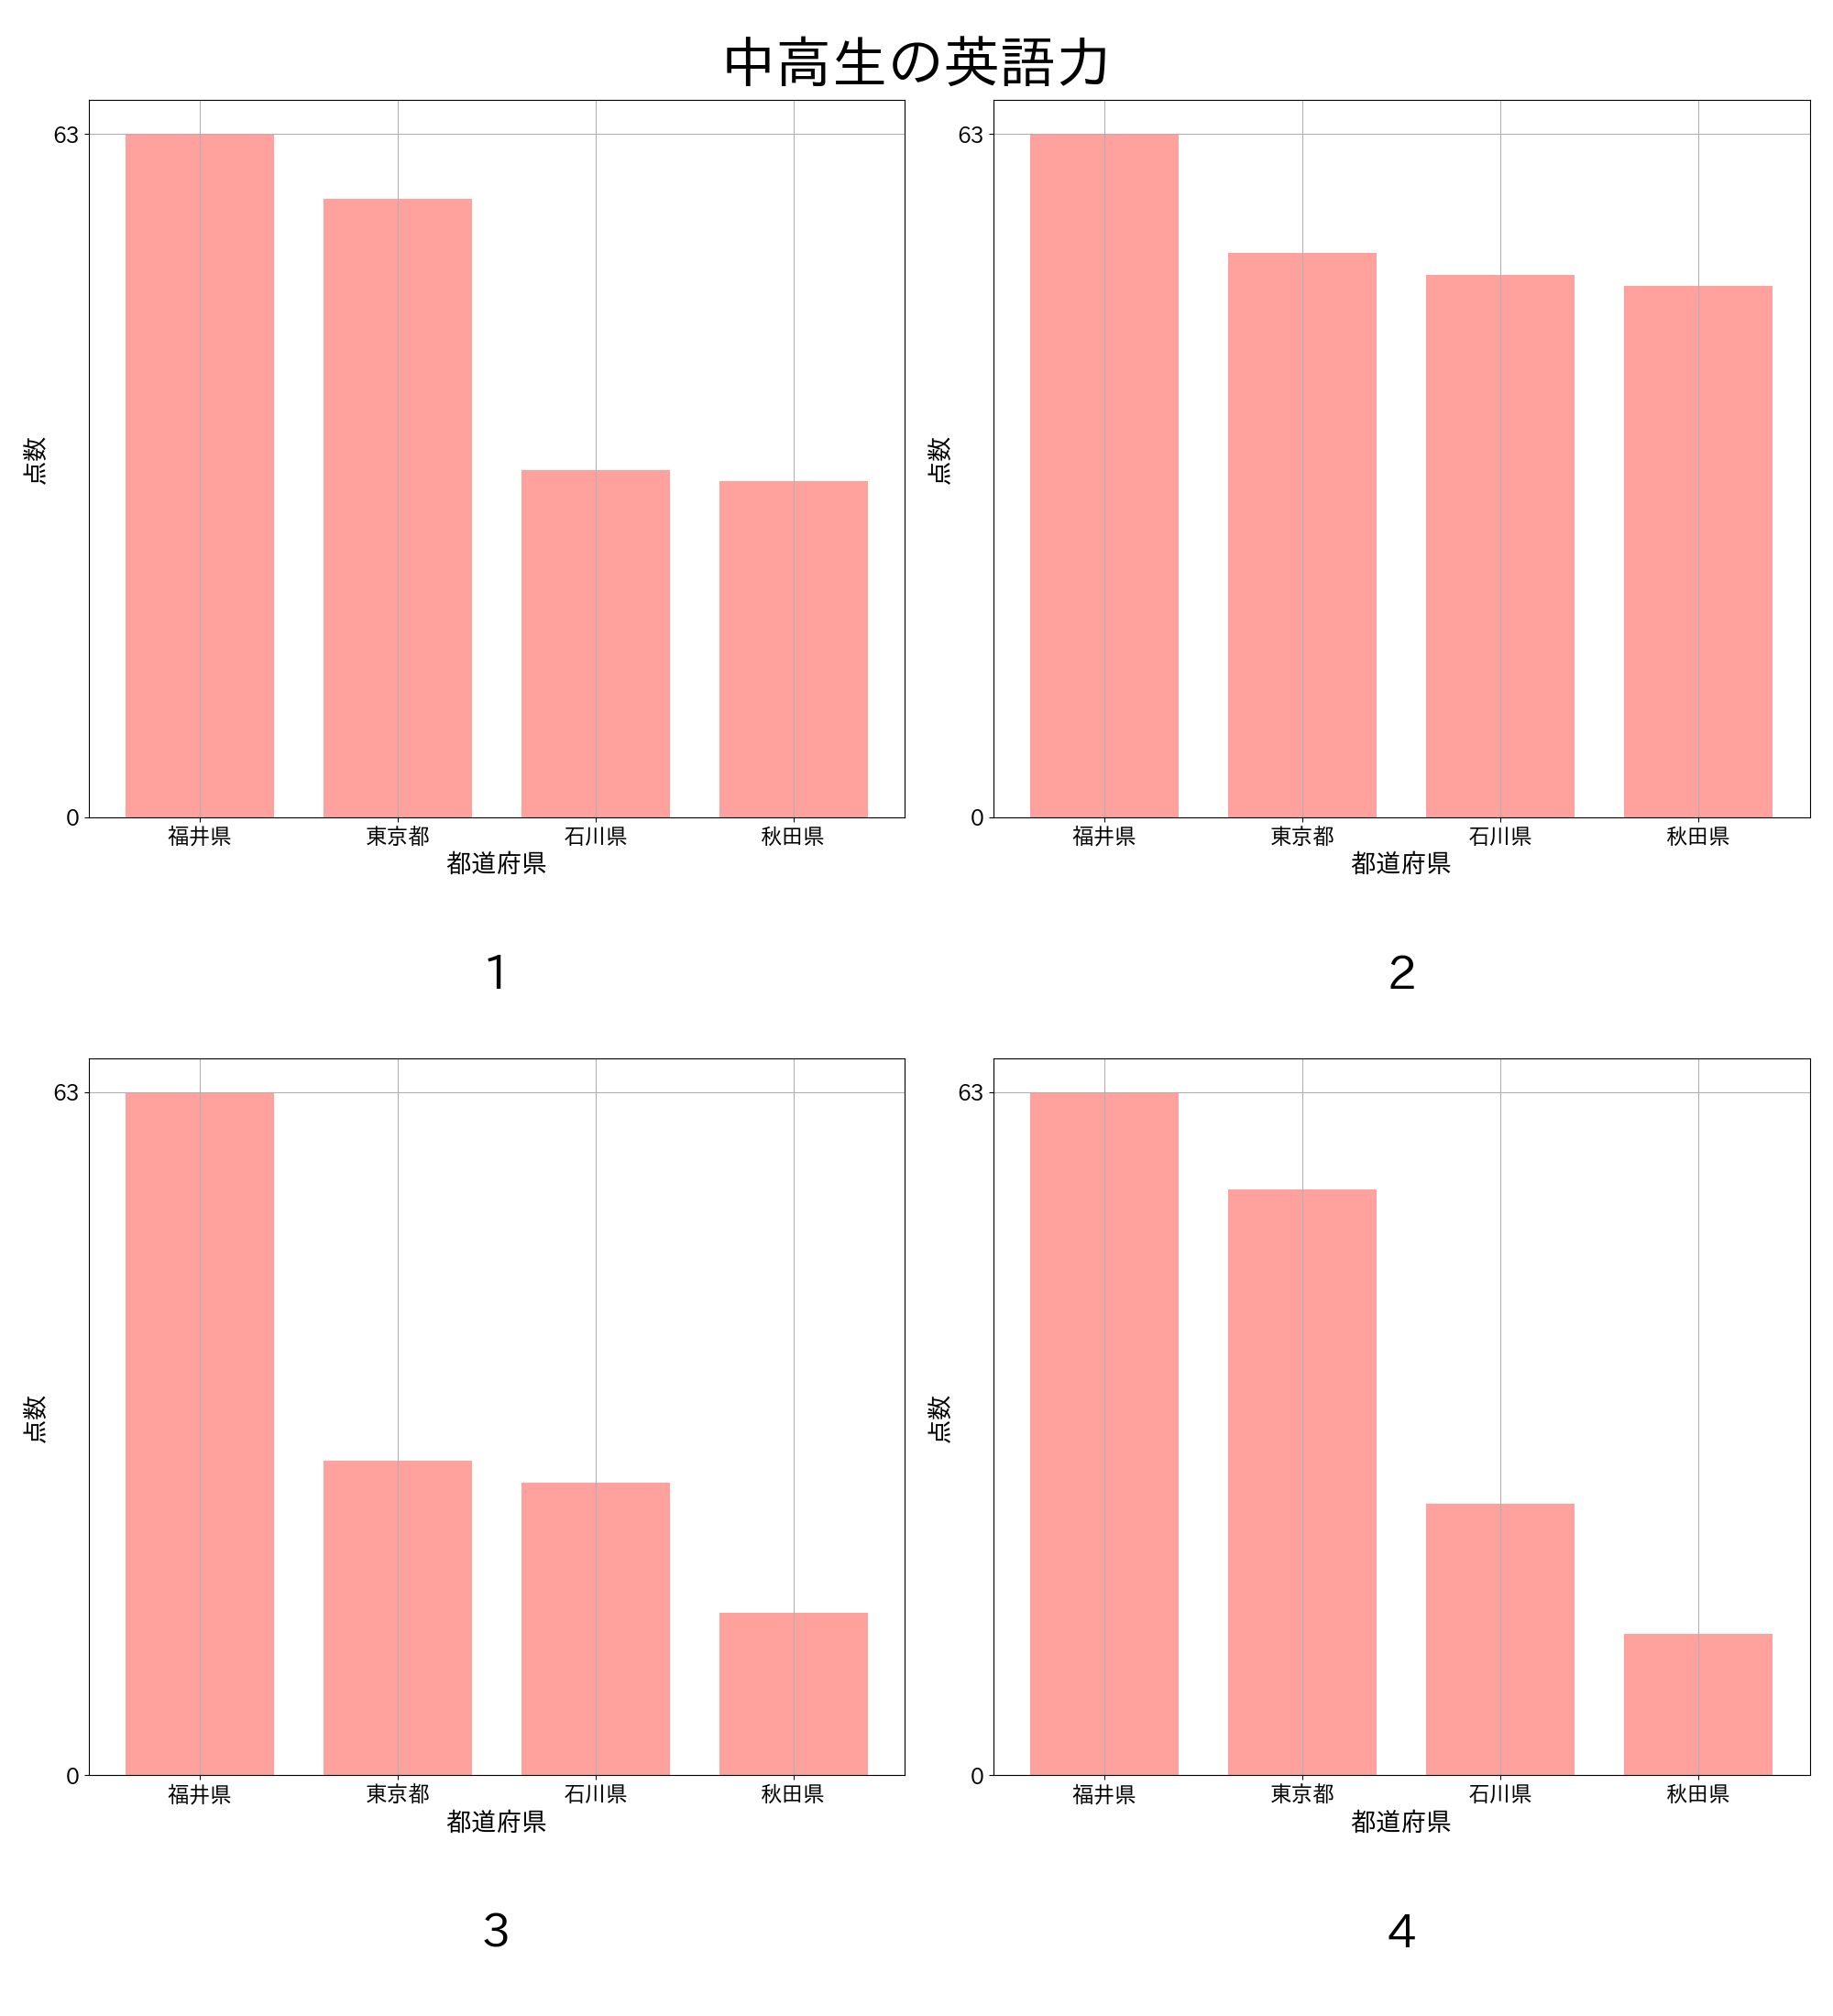 中高生の英語力
63
0
点数
福井県 東京都 石川県 秋田県
都道府県
1
63
0
点数
福井県 東京都 石川県 秋田県
都道府県
2
63
0
点数
福井県 東京都 石川県 秋田県
都道府県
3
63
0
点数
福井県 東京都 石川県 秋田県
都道府県
4